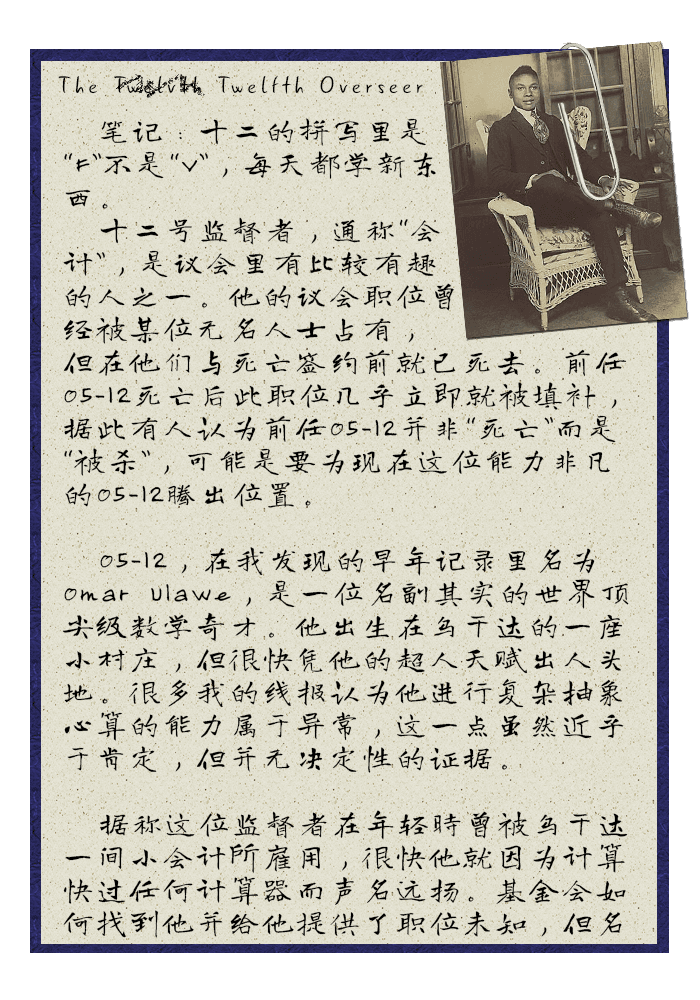 The Twelfth Overseer
笔记：十二的拼写里是
“F”不是“V”，每天都学新东
西。
十二号监督者，通称“会
计”，是议会里有比较有趣
的人之一。他的议会职位曾
经被某位无名人士占有，
但在他们与死亡签约前就已死去。前任
05-12死亡后此职位几乎立即就被填补，
据此有人认为前任05-12并非“死亡”而是
“被杀”，可能是要为现在这位能力非凡
的05-12腾出位置。
05-12，在我发现的早年记录里名为
Omar Ulawe，是一位名副其实的世界顶
尖级数学奇才。他出生在乌干达的一座
小村庄，但很快凭他的超人天赋出人头
地。很多我的线报认为他进行复杂抽象
心算的能力属于异常，这一点虽然近乎
于肯定，但并无决定性的证据。
据称这位监督者在年轻時曾被乌干达
一间小会计所雇用，很快他就因为计算
快过任何计算器而声名远扬。基金会如
何找到他并给他提供了职位未知，但名